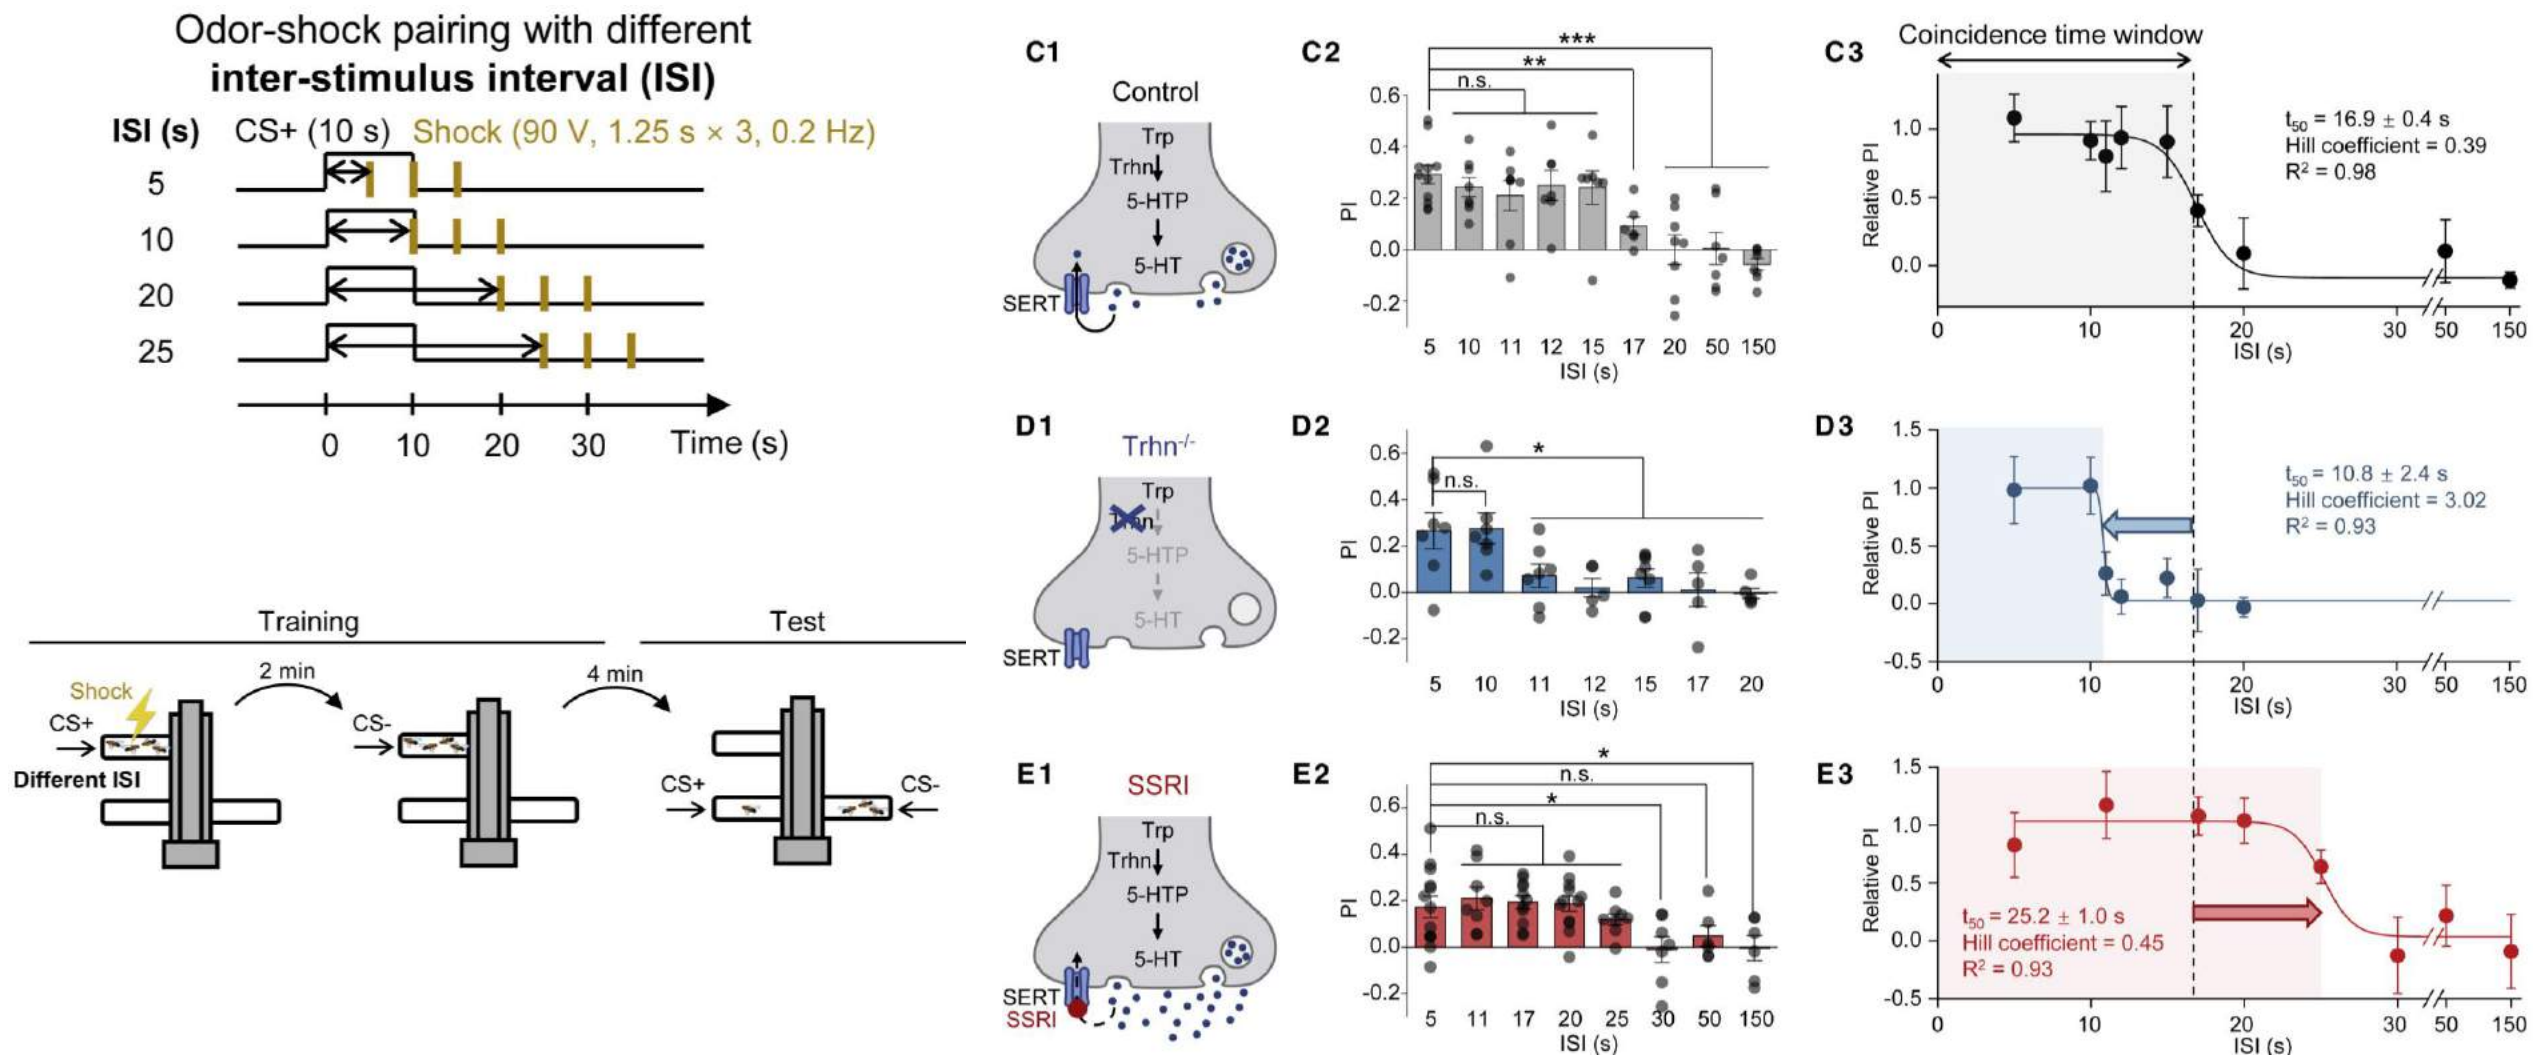 Odor-shock pairing with different
inter-stimulus interval (ISI)
ISI (s) CS+ (10 s) Shock (90 V, 1.25 s × 3, 0.2 Hz)
5
10
20
25
0 10 20 30 Time (s)
Training Test
2 min 4 min
Shock
CS+ CS-
Different ISI
CS+ CS-
C1
Control
Trp
Trhn
5-HTP
5-HT
SERT
C2
***
**
n.s.
PI
0.6
0.4
0.2
0.0
-0.2
5 10 11 12 15 17 20 50 150
ISI (s)
C3
Coincidence time window
t50 = 16.9 ± 0.4 s
Hill coefficient = 0.39
R² = 0.98
Relative PI
1.0
0.5
0.0
0 10 20 30 50 150
ISI (s)
D1
Trhn-/-
Trp
Trhn
5-HTP
5-HT
SERT
D2
*
n.s.
PI
0.6
0.4
0.2
0.0
-0.2
5 10 11 12 15 17 20
ISI (s)
D3
t50 = 10.8 ± 2.4 s
Hill coefficient = 3.02
R² = 0.93
Relative PI
1.5
1.0
0.5
0.0
-0.5
0 10 20 30 50 150
ISI (s)
E1
SSRI
Trp
Trhn
5-HTP
5-HT
SERT
SSRI
E2
*
n.s.
*
n.s.
PI
0.6
0.4
0.2
0.0
-0.2
5 11 17 20 25 30 50 150
ISI (s)
E3
Relative PI
1.5
1.0
0.5
0.0
-0.5
t50 = 25.2 ± 1.0 s
Hill coefficient = 0.45
R² = 0.93
0 10 20 30 50 150
ISI (s)